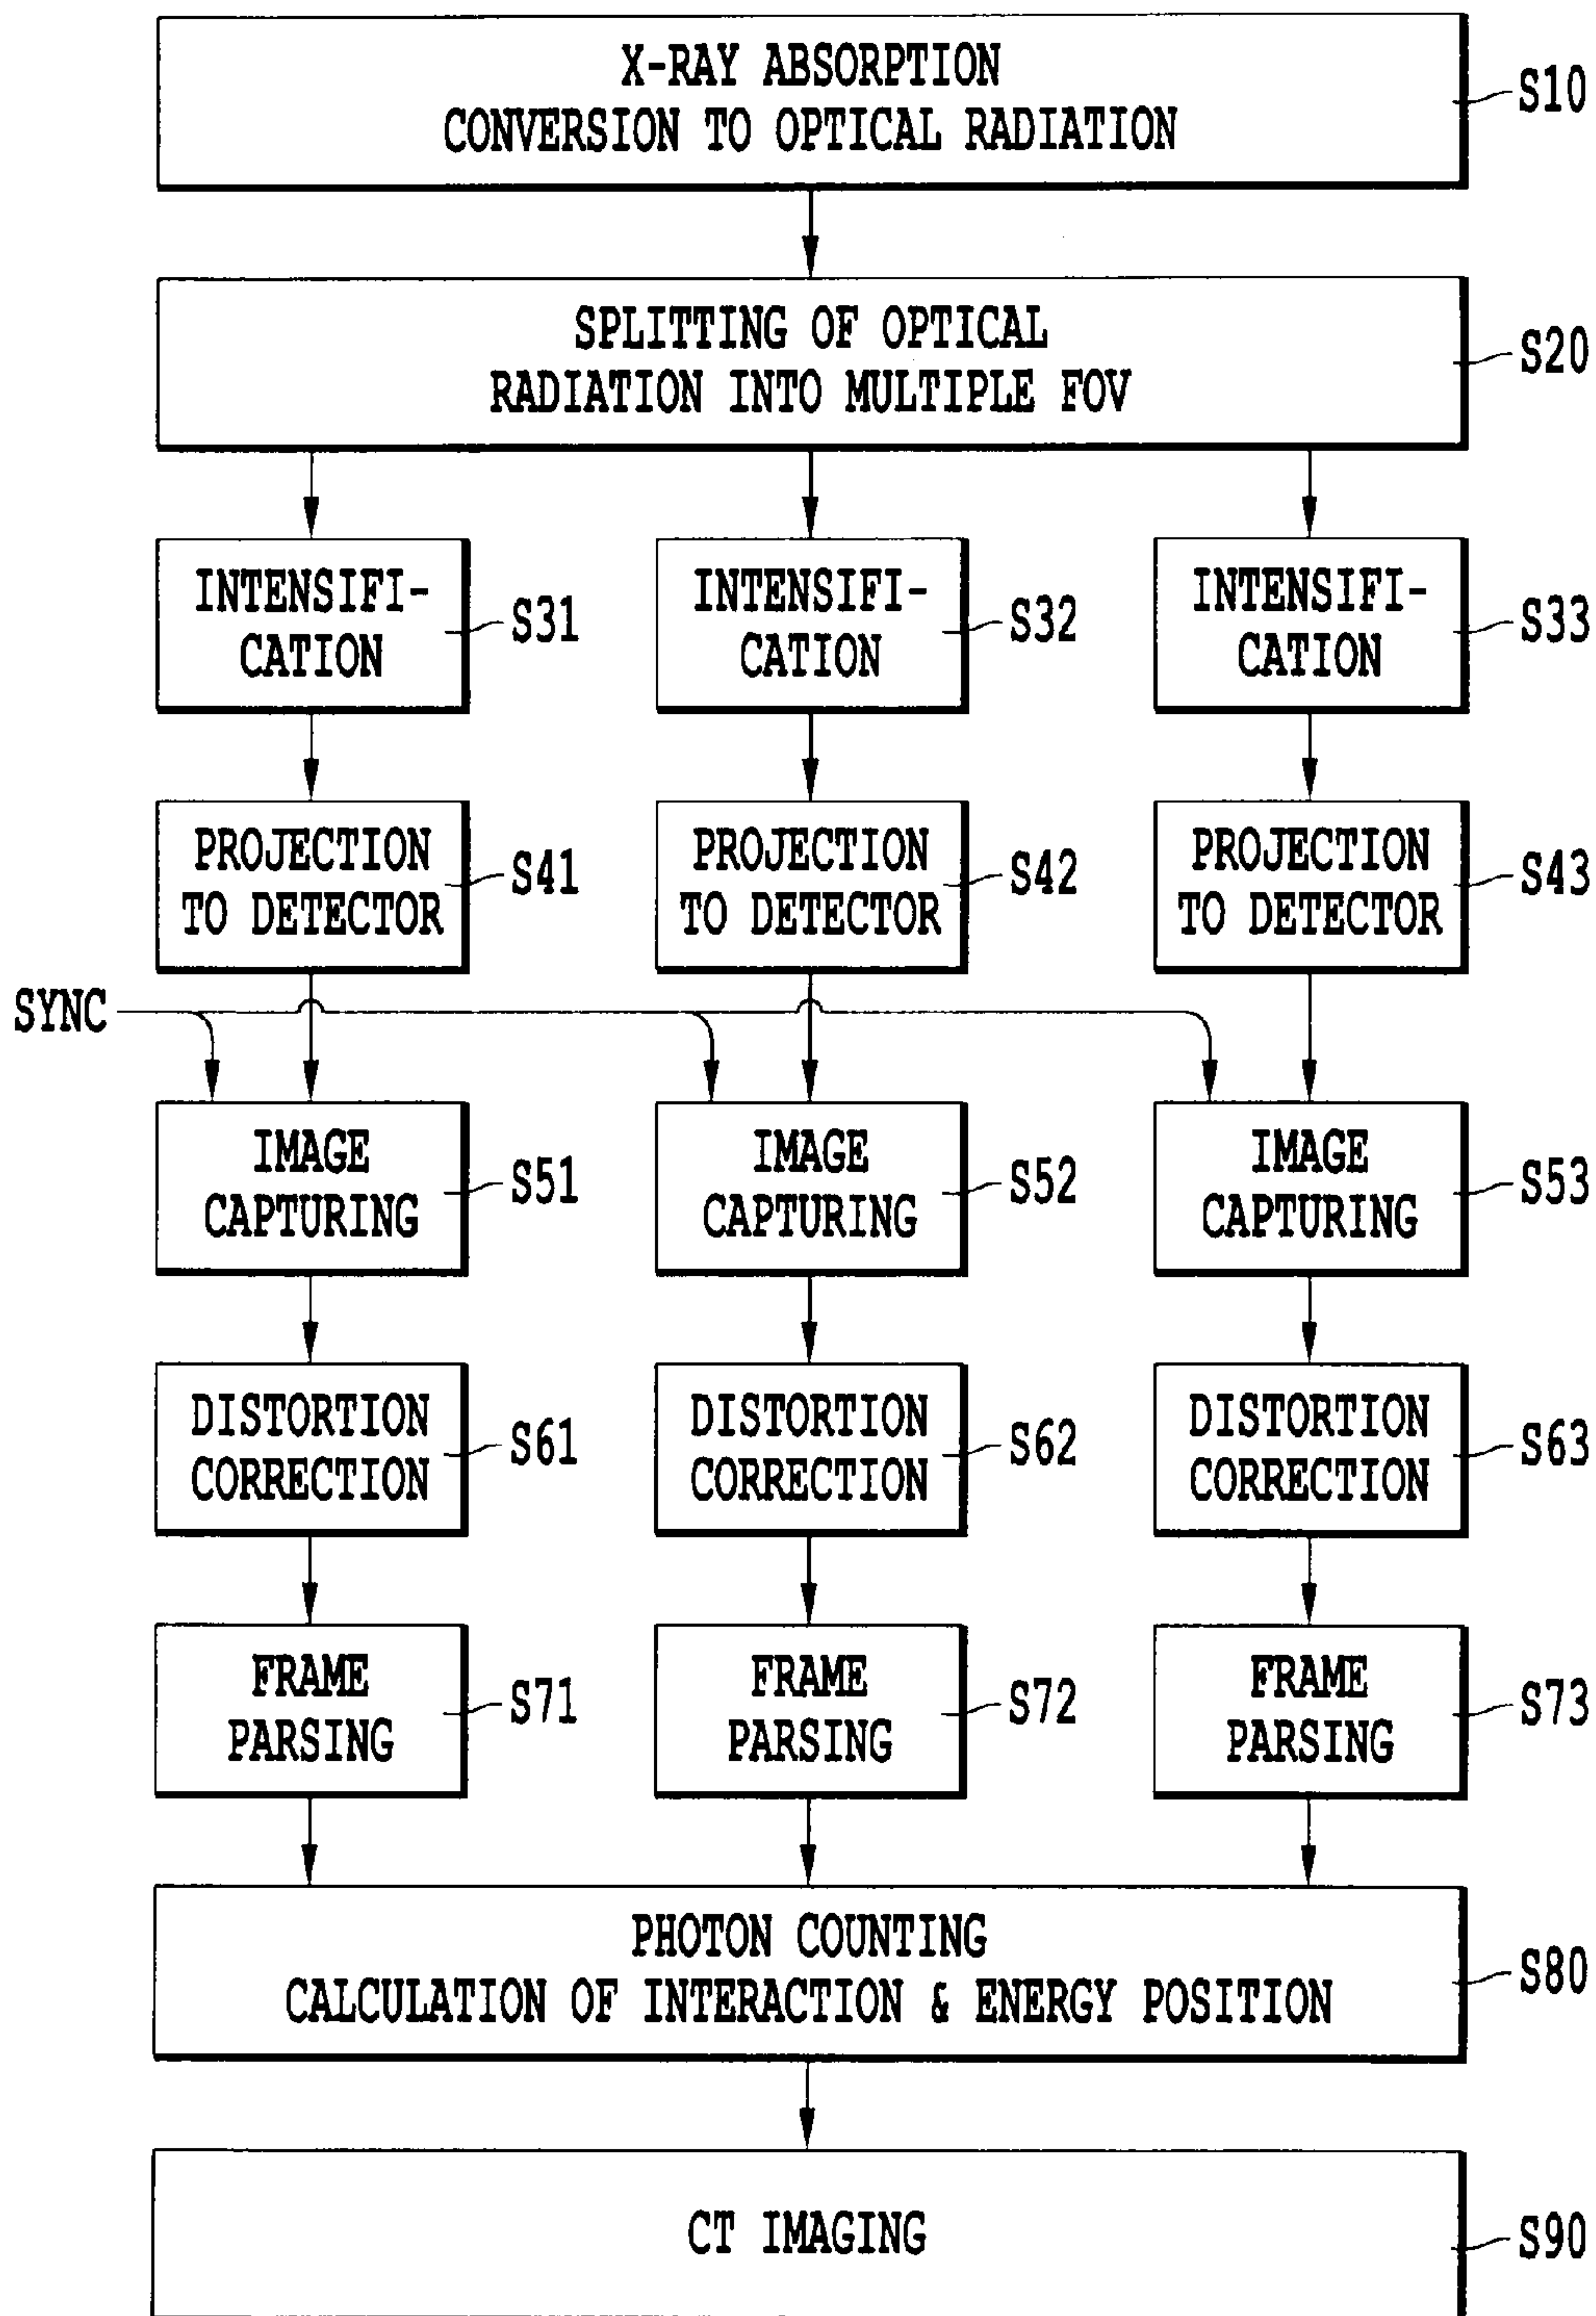 X-RAY ABSORPTION
CONVERSION TO OPTICAL RADIATION
S10
SPLITTING OF OPTICAL
RADIATION INTO MULTIPLE FOV
S20
INTENSIFI-
CATION
S31
INTENSIFI-
CATION
S32
INTENSIFI-
CATION
S33
PROJECTION
TO DETECTOR
S41
PROJECTION
TO DETECTOR
S42
PROJECTION
TO DETECTOR
S43
SYNC
IMAGE
CAPTURING
S51
IMAGE
CAPTURING
S52
IMAGE
CAPTURING
S53
DISTORTION
CORRECTION
S61
DISTORTION
CORRECTION
S62
DISTORTION
CORRECTION
S63
FRAME
PARSING
S71
FRAME
PARSING
S72
FRAME
PARSING
S73
PHOTON COUNTING
CALCULATION OF INTERACTION & ENERGY POSITION
S80
CT IMAGING
S90